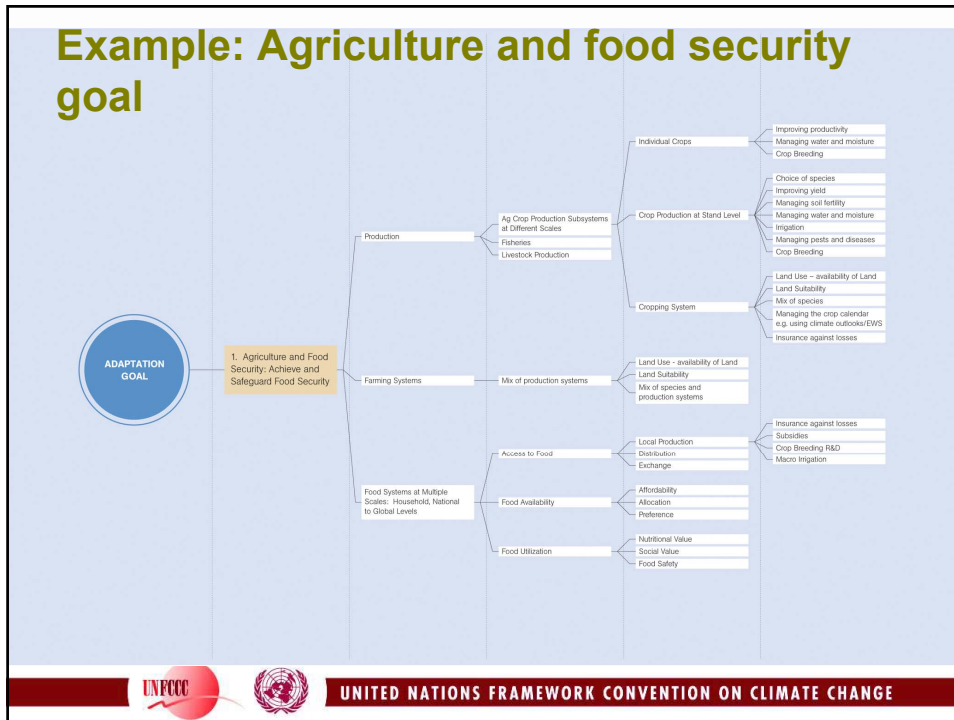 Example: Agriculture and food security
goal
ADAPTATION
GOAL
1. Agriculture and Food
Security: Achieve and
Safeguard Food Security
Production
Ag Crop Production Subsystems
at Different Scales
Fisheries
Livestock Production
Individual Crops
Improving productivity
Managing water and moisture
Crop Breeding
Crop Production at Stand Level
Choice of species
Improving yield
Managing soil fertility
Managing water and moisture
Irrigation
Managing pests and diseases
Crop Breeding
Cropping System
Land Use – availability of Land
Land Suitability
Mix of species
Managing the crop calendar
e.g. using climate outlooks/EWS
Insurance against losses
Farming Systems
Mix of production systems
Land Use - availability of Land
Land Suitability
Mix of species and
production systems
Food Systems at Multiple
Scales: Household, National
to Global Levels
Access to Food
Local Production
Distribution
Exchange
Insurance against losses
Subsidies
Crop Breeding R&D
Macro Irrigation
Food Availability
Affordability
Allocation
Preference
Food Utilization
Nutritional Value
Social Value
Food Safety
UNFCCC
UNITED NATIONS FRAMEWORK CONVENTION ON CLIMATE CHANGE